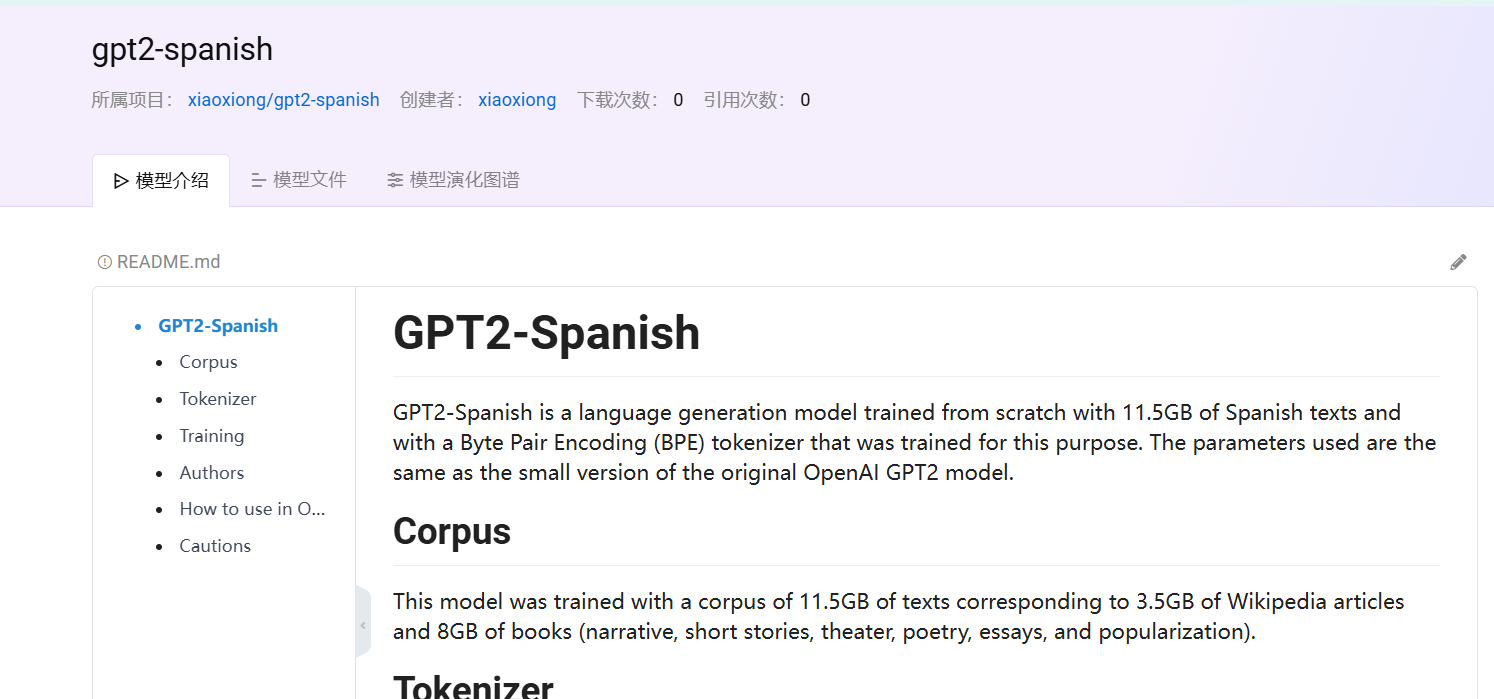 gpt2-spanish
所属项目： xiaoxiong/gpt2-spanish 创建者： xiaoxiong 下载次数： 0 引用次数： 0
模型介绍 模型文件 模型演化图谱
README.md
GPT2-Spanish
Corpus
Tokenizer
Training
Authors
How to use in O...
Cautions
GPT2-Spanish
GPT2-Spanish is a language generation model trained from scratch with 11.5GB of Spanish texts and
with a Byte Pair Encoding (BPE) tokenizer that was trained for this purpose. The parameters used are the
same as the small version of the original OpenAI GPT2 model.
Corpus
This model was trained with a corpus of 11.5GB of texts corresponding to 3.5GB of Wikipedia articles
and 8GB of books (narrative, short stories, theater, poetry, essays, and popularization).
Tokenizer